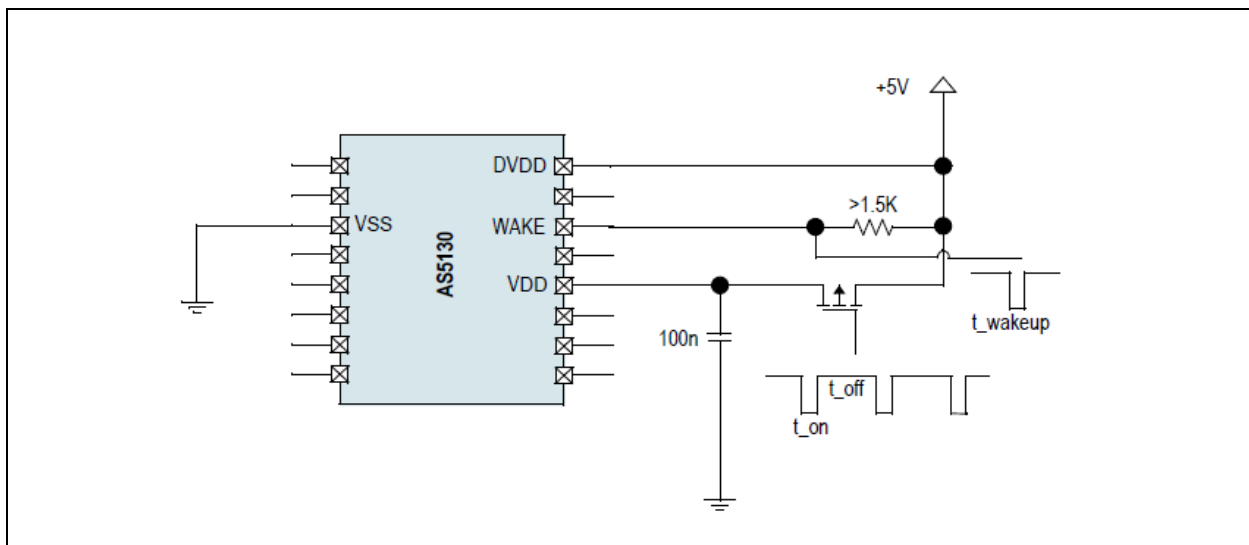 +5V
DVDD
>1.5K
VSS
WAKE
AS5130
VDD
t_wakeup
100n
t_off
t_on